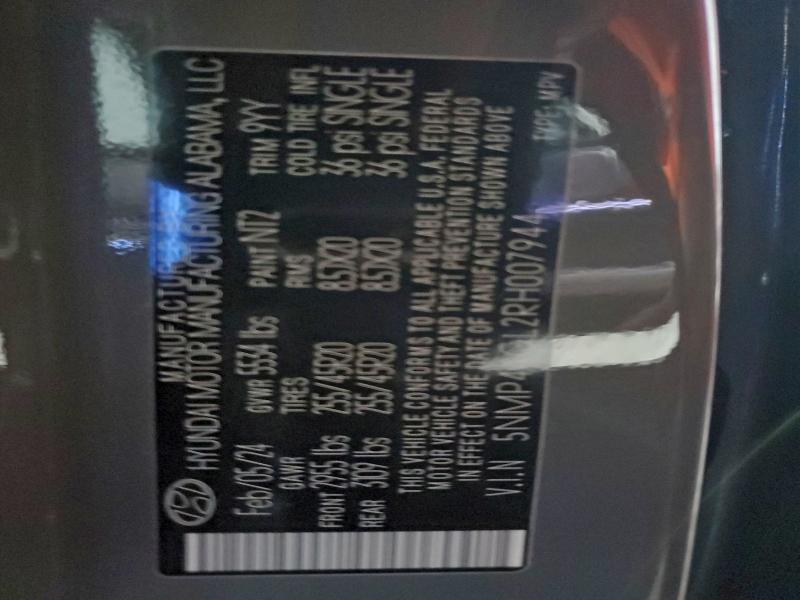 MANUFACTURED
HYUNDAI MOTOR MANUFACTURING ALABAMA, LLC
Feb/05/24 GVWR 5534 lbs PAINT NT2 TRIM 9YY
GAWR TIRES RIMS COLD TIRE INFL
FRONT 2955 lbs 255/45R20 8.5JX20 36 psi SINGLE
REAR 3109 lbs 255/45R20 8.5JX20 36 psi SINGLE
THIS VEHICLE CONFORMS TO ALL APPLICABLE U.S.A. FEDERAL
MOTOR VEHICLE SAFETY AND THEFT PREVENTION STANDARDS
IN EFFECT ON THE DATE OF MANUFACTURE SHOWN ABOVE
V.I.N 5NMP L2RH007944 TYPE: MPV